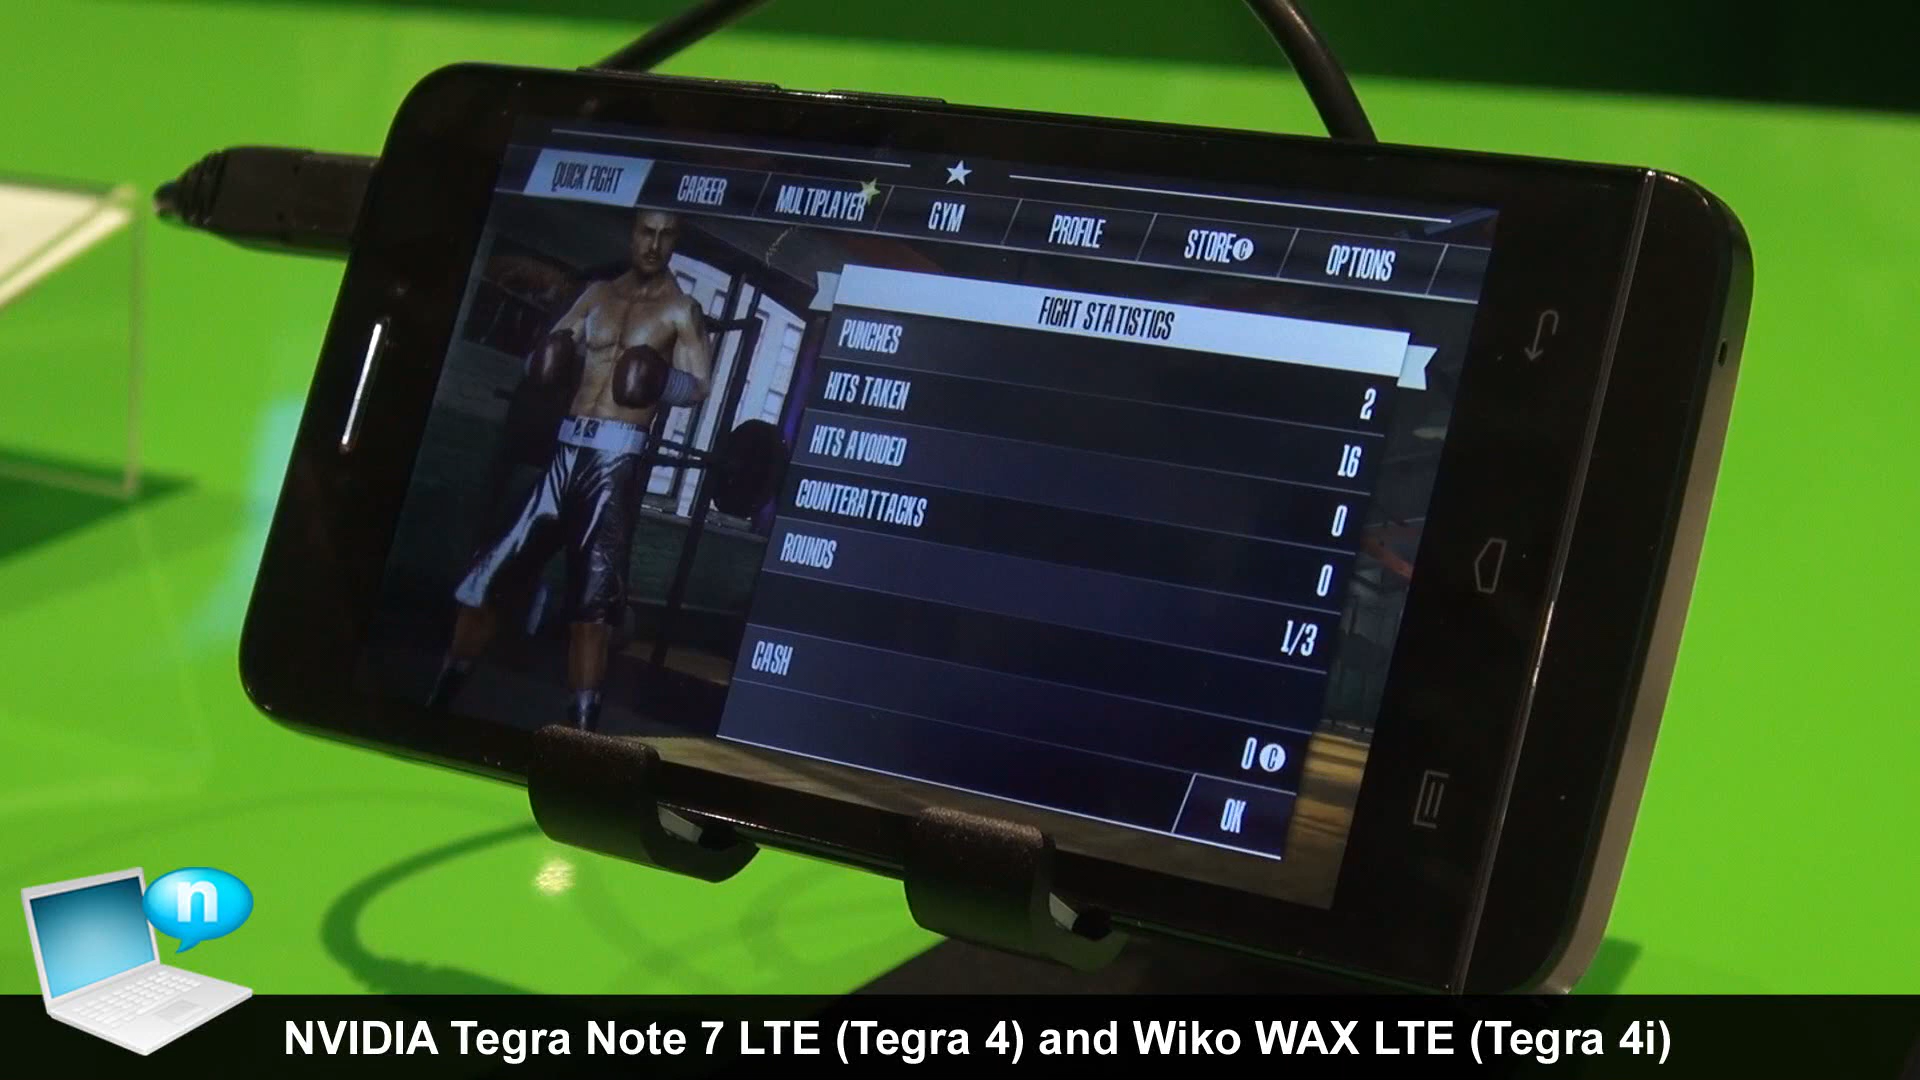 QUICK FIGHT CAREER MULTIPLAYER GYM PROFILE STORE C OPTIONS
FIGHT STATISTICS
PUNCHES 2
HITS TAKEN 16
HITS AVOIDED 0
COUNTERATTACKS 0
ROUNDS 1/3
CASH 0 C
OK
n
NVIDIA Tegra Note 7 LTE (Tegra 4) and Wiko WAX LTE (Tegra 4i)